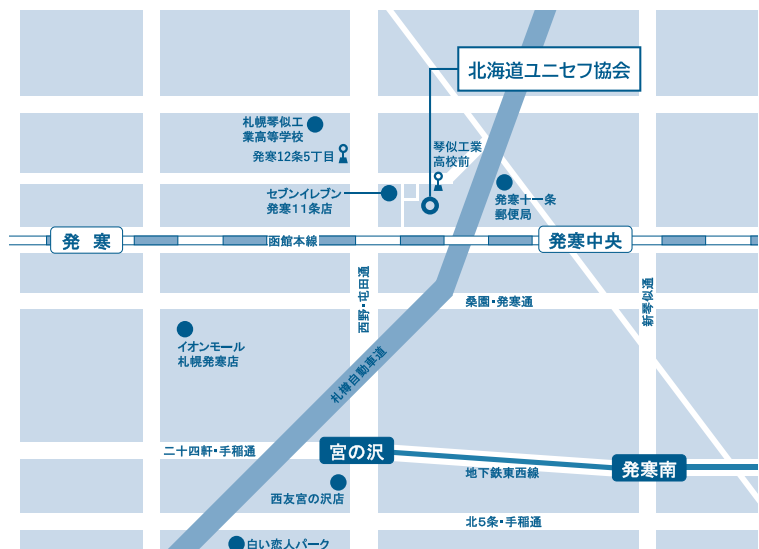 北海道ユニセフ協会
札幌琴似工
業高等学校
発寒12条5丁目
琴似工業
高校前
セブンイレブン
発寒11条店
発寒十一条
郵便局
発寒
函館本線
発寒中央
西野・屯田通
桑園・発寒通
新琴似通
イオンモール
札幌発寒店
札樽自動車道
二十四軒・手稲通
宮の沢
地下鉄東西線
発寒南
西友宮の沢店
北5条・手稲通
白い恋人パーク